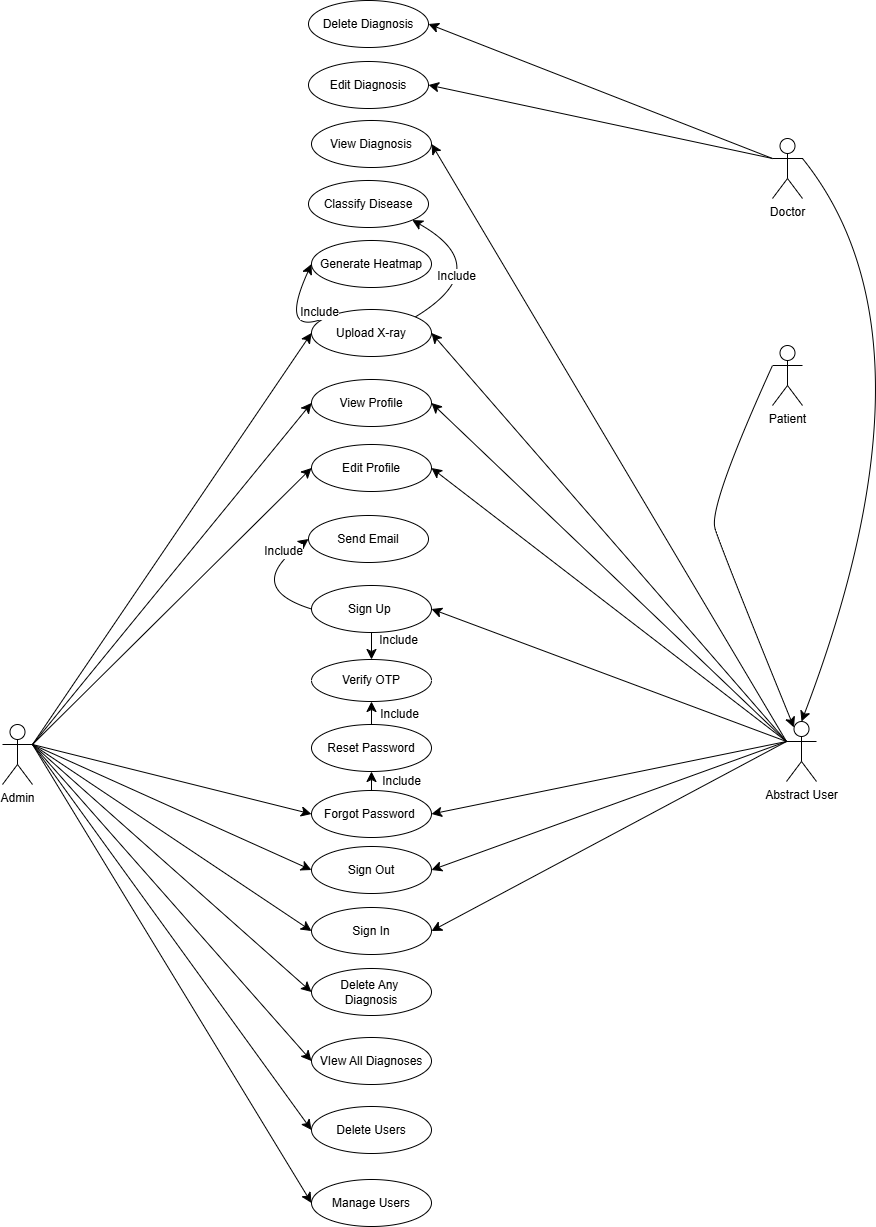 Delete Diagnosis
Edit Diagnosis
View Diagnosis
Doctor
Classify Disease
Generate Heatmap
Include
Include
Upload X-ray
View Profile
Patient
Edit Profile
Send Email
Include
Sign Up
Include
Verify OTP
Include
Reset Password
Include
Admin
Abstract User
Forgot Password
Sign Out
Sign In
Delete Any
Diagnosis
VIew All Diagnoses
Delete Users
Manage Users